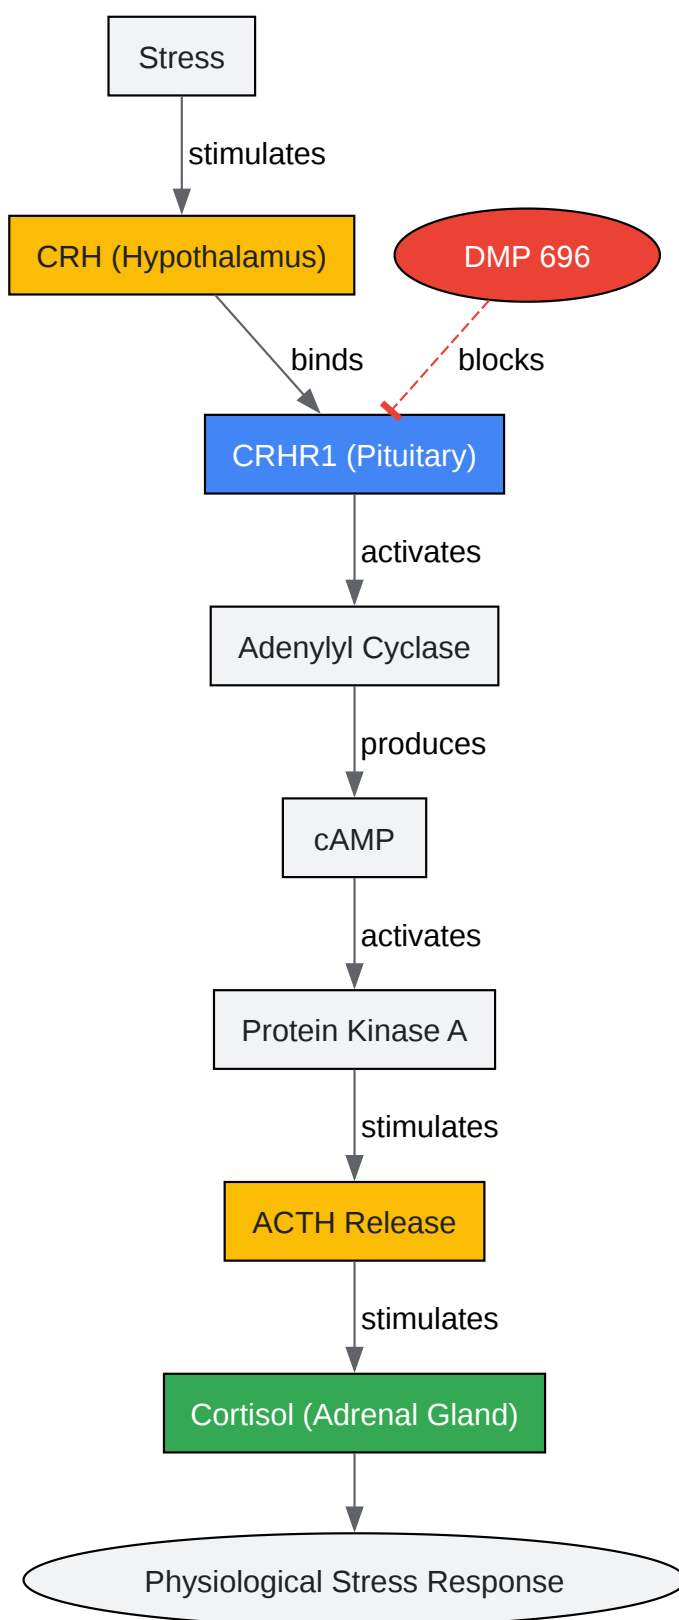 Stress
stimulates
CRH (Hypothalamus)
DMP 696
binds
blocks
CRHR1 (Pituitary)
activates
Adenylyl Cyclase
produces
cAMP
activates
Protein Kinase A
stimulates
ACTH Release
stimulates
Cortisol (Adrenal Gland)
Physiological Stress Response